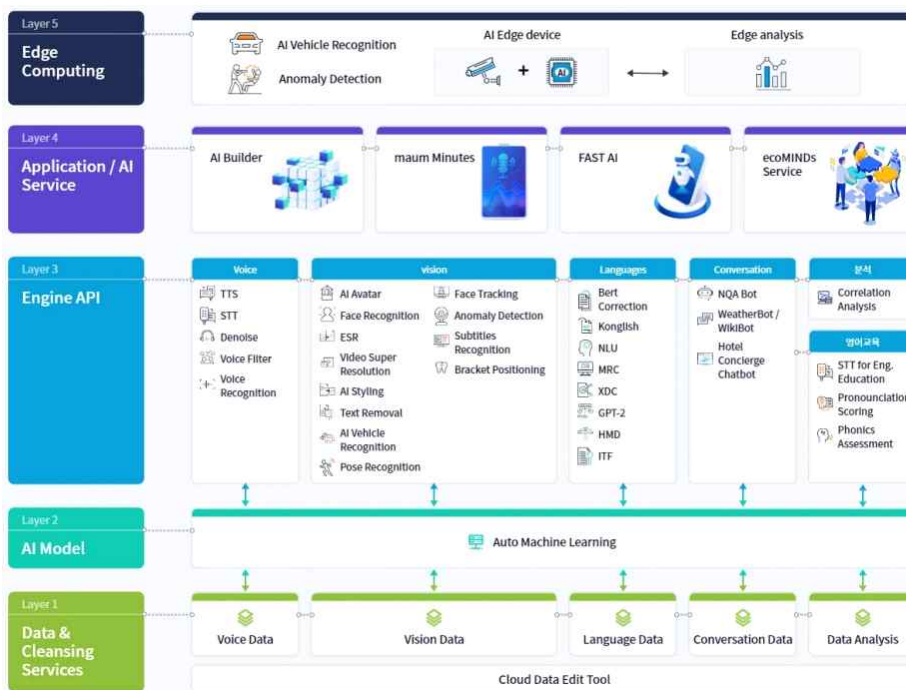 Layer 5
Edge
Computing
AI Vehicle Recognition
Anomaly Detection
AI Edge device
+
AI
Edge analysis
Layer 4
Application / AI
Service
AI Builder
maum Minutes
FAST AI
ecoMINDs
Service
Layer 3
Engine API
Voice
TTS
STT
Denoise
Voice Filter
Voice
Recognition
vision
AI Avatar
Face Recognition
ESR
Video Super
Resolution
AI Styling
Text Removal
AI Vehicle
Recognition
Pose Recognition
Face Tracking
Anomaly Detection
Subtitles
Recognition
Bracket Positioning
Languages
Bert
Correction
Konglish
NLU
MRC
XDC
GPT-2
HMD
ITF
Conversation
NQA Bot
WeatherBot /
WikiBot
Hotel
Concierge
Chatbot
분석
Correlation
Analysis
영어교육
STT for Eng.
Education
Pronounciation
Scoring
Phonics
Assessment
Layer 2
AI Model
Auto Machine Learning
Layer 1
Data &
Cleansing
Services
Voice Data
Vision Data
Language Data
Conversation Data
Data Analysis
Cloud Data Edit Tool